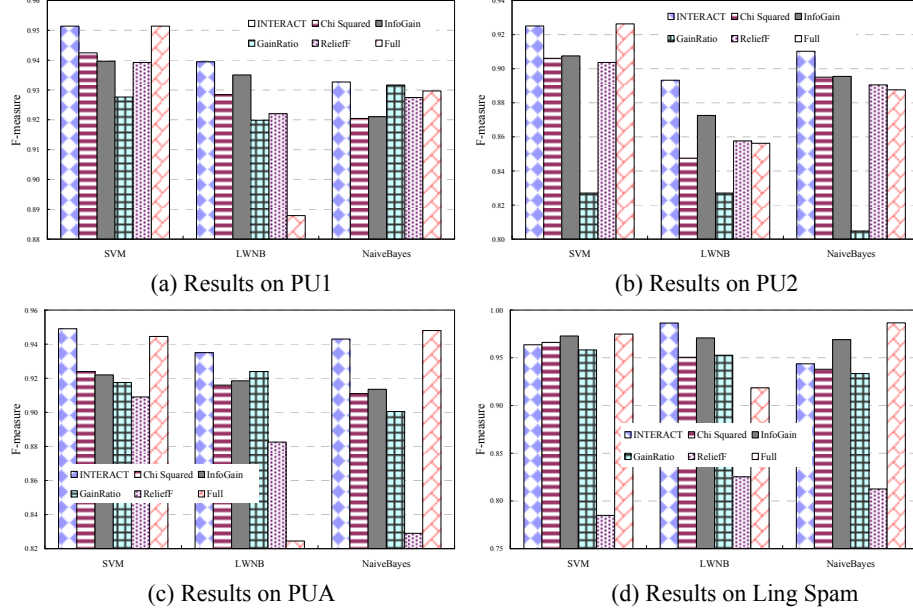 0.96
0.95
0.94
0.93
0.92
0.91
0.90
0.89
0.88
F-measure
INTERACT Chi Squared InfoGain
GainRatio ReliefF Full
SVM LWNB NaiveBayes
(a) Results on PU1
0.94
0.92
0.90
0.88
0.86
0.84
0.82
0.80
F-measure
INTERACT Chi Squared InfoGain
GainRatio ReliefF Full
SVM LWNB NaiveBayes
(b) Results on PU2
0.96
0.94
0.92
0.90
0.88
0.86
0.84
0.82
F-measure
INTERACT Chi Squared InfoGain
GainRatio ReliefF Full
SVM LWNB NaiveBayes
(c) Results on PUA
1.00
0.95
0.90
0.85
0.80
0.75
F-measure
INTERACT Chi Squared InfoGain
GainRatio ReliefF Full
SVM LWNB NaiveBayes
(d) Results on Ling Spam